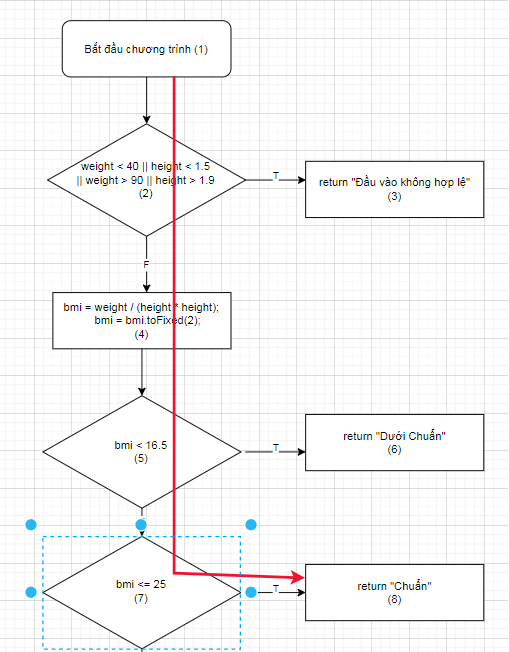 Bắt đầu chương trình (1)
weight < 40 || height < 1.5
|| weight > 90 || height > 1.9
(2)
T
return "Đầu vào không hợp lệ"
(3)
F
bmi = weight / (height * height);
bmi = bmi.toFixed(2);
(4)
bmi < 16.5
(5)
T
return "Dưới Chuẩn"
(6)
bmi <= 25
(7)
T
return "Chuẩn"
(8)